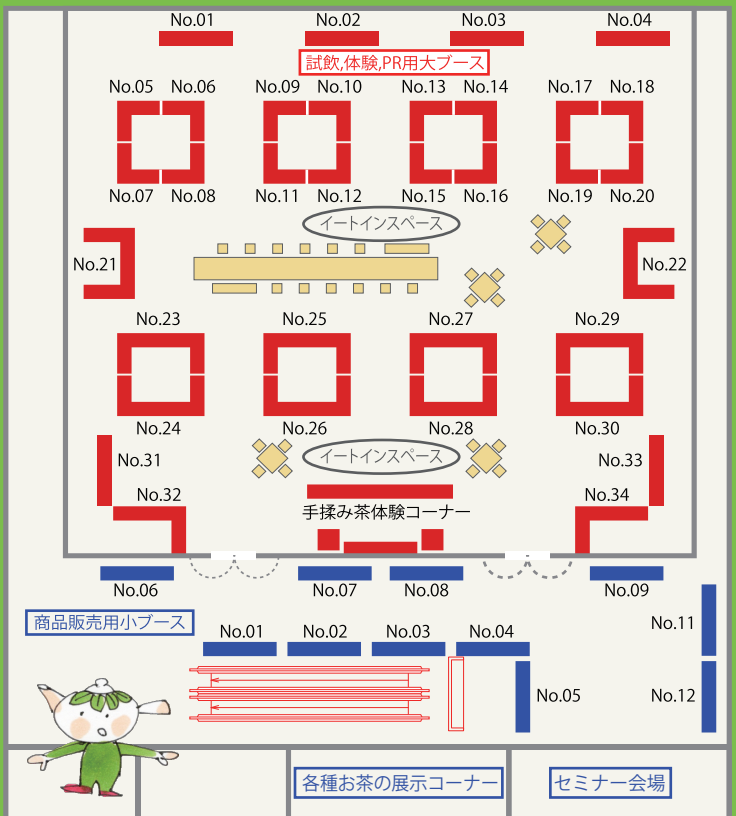 No.01 No.02 No.03 No.04
試飲,体験,PR用大ブース
No.05 No.06 No.09 No.10 No.13 No.14 No.17 No.18
No.07 No.08 No.11 No.12 No.15 No.16 No.19 No.20
イートインスペース
No.21 No.22
No.23 No.25 No.27 No.29
No.24 No.26 No.28 No.30
イートインスペース
No.31 No.33
No.32 No.34
手揉み茶体験コーナー
No.06 No.07 No.08 No.09
商品販売用小ブース
No.11
No.01 No.02 No.03 No.04
No.05 No.12
各種お茶の展示コーナー
セミナー会場